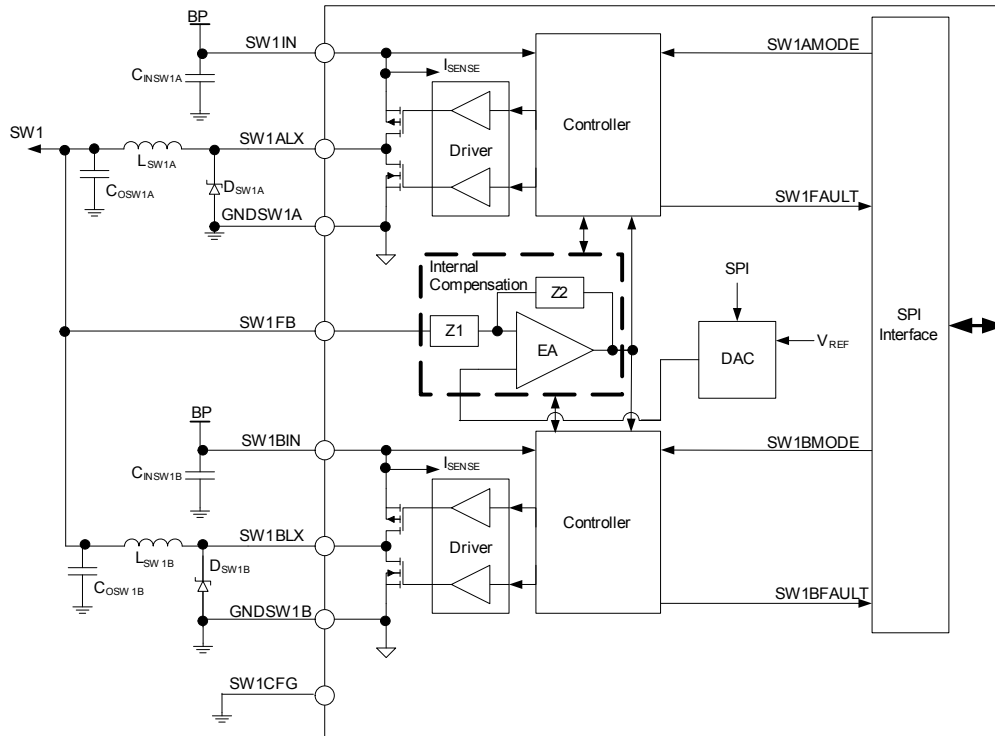 BP
SW1IN
SW1AMODE
CINSW1A
ISENSE
Controller
SW1
SW1ALX
LSW1A
Driver
DSW1A
COSW1A
SW1FAULT
GNDSW1A
Internal
Compensation
SPI
Z2
SW1FB
Z1
SPI
Interface
EA
DAC
VREF
BP
SW1BIN
SW1BMODE
CINSW1B
ISENSE
Controller
SW1BLX
LSW1B
Driver
DSW1B
COSW1B
SW1BFAULT
GNDSW1B
SW1CFG